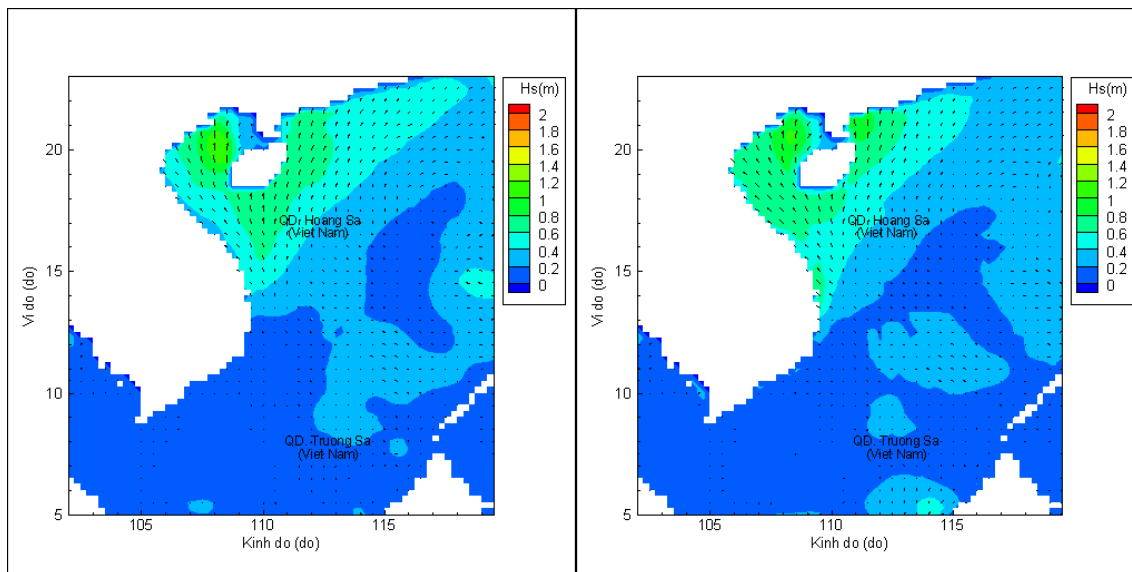 Hs(m)
2
1.8
1.6
1.4
1.2
1
0.8
0.6
0.4
0.2
0
20
15
10
5
Vi do (do)
105
110
115
Kinh do (do)
QD. Hoang Sa
(Viet Nam)
QD. Truong Sa
(Viet Nam)
Hs(m)
2
1.8
1.6
1.4
1.2
1
0.8
0.6
0.4
0.2
0
20
15
10
5
Vi do (do)
105
110
115
Kinh do (do)
QD. Hoang Sa
(Viet Nam)
QD. Truong Sa
(Viet Nam)